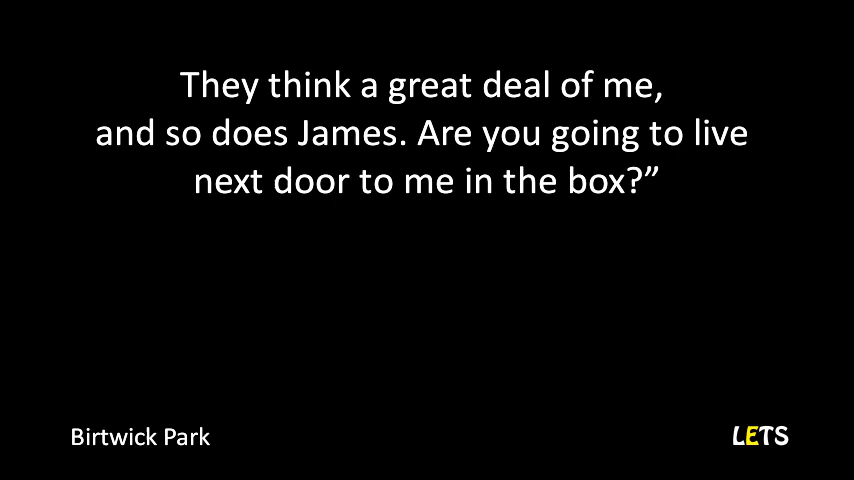 They think a great deal of me,
and so does James. Are you going to live
next door to me in the box?”
Birtwick Park
LETS